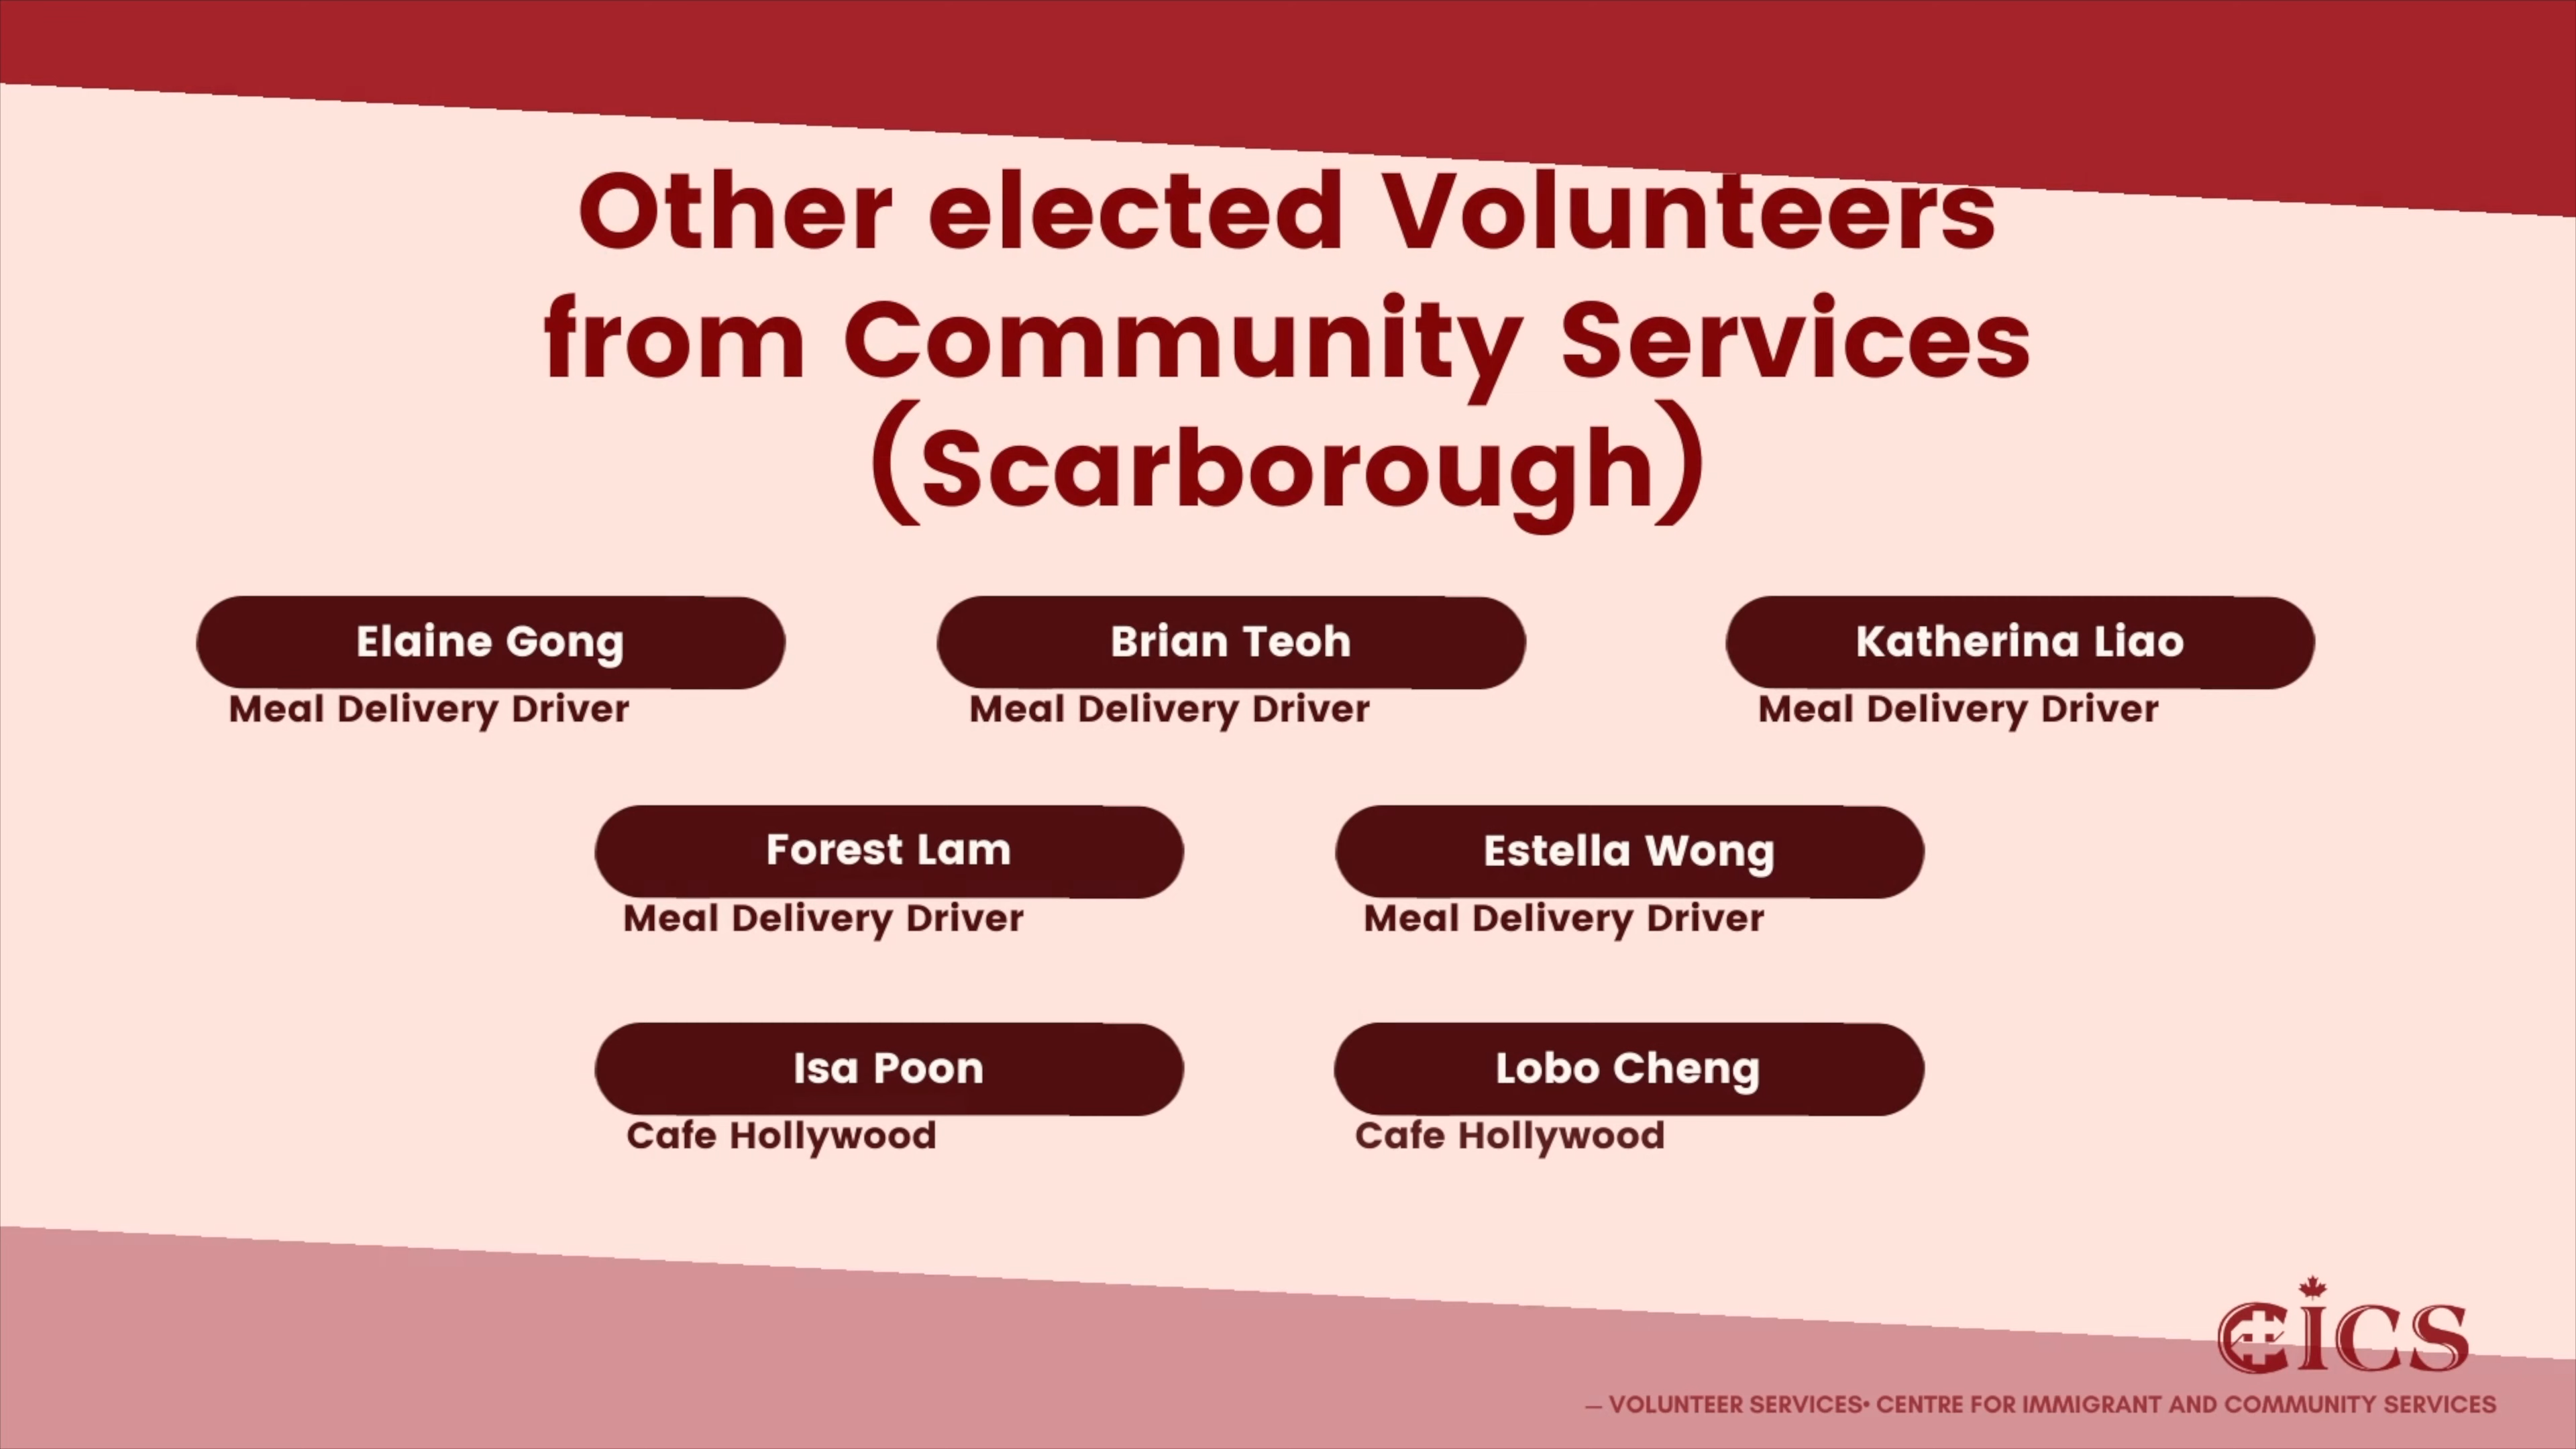 Other elected Volunteers
from Community Services
(Scarborough)
Elaine Gong
Meal Delivery Driver
Brian Teoh
Meal Delivery Driver
Katherina Liao
Meal Delivery Driver
Forest Lam
Meal Delivery Driver
Estella Wong
Meal Delivery Driver
Isa Poon
Cafe Hollywood
Lobo Cheng
Cafe Hollywood
CiCS
— VOLUNTEER SERVICES• CENTRE FOR IMMIGRANT AND COMMUNITY SERVICES